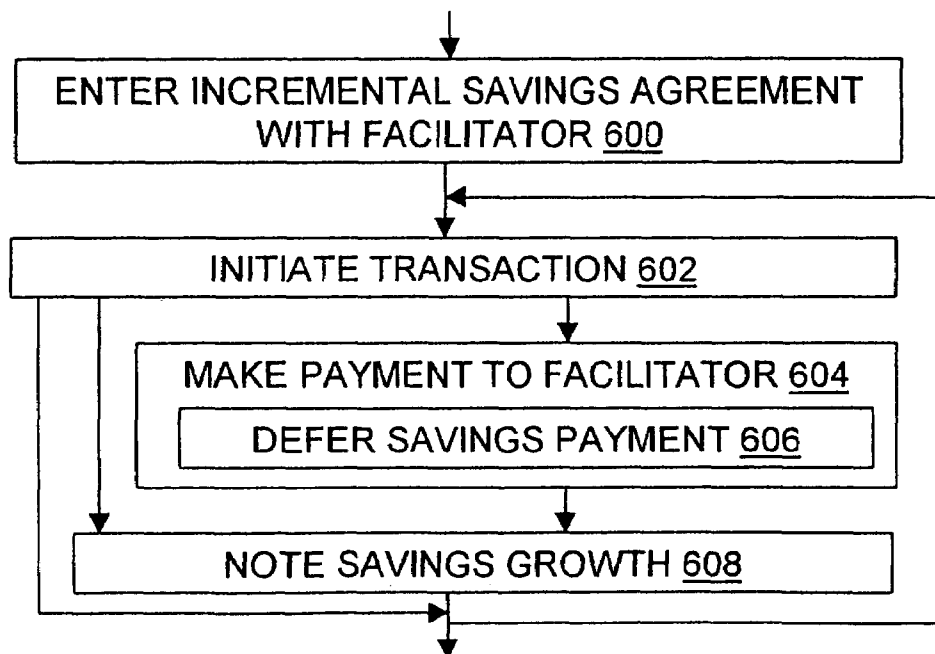 ENTER INCREMENTAL SAVINGS AGREEMENT
WITH FACILITATOR 600
INITIATE TRANSACTION 602
MAKE PAYMENT TO FACILITATOR 604
DEFER SAVINGS PAYMENT 606
NOTE SAVINGS GROWTH 608